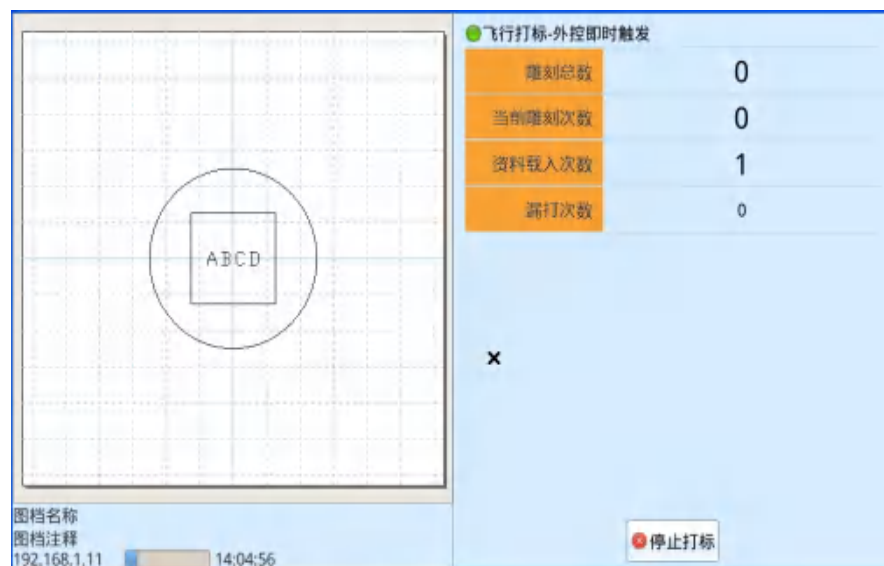 飞行打标-外控即时触发
雕刻总数 0
当前雕刻次数 0
资料载入次数 1
漏打次数 0
ABCD
×
图档名称
图档注释
192.168.1.11 14:04:56
停止打标